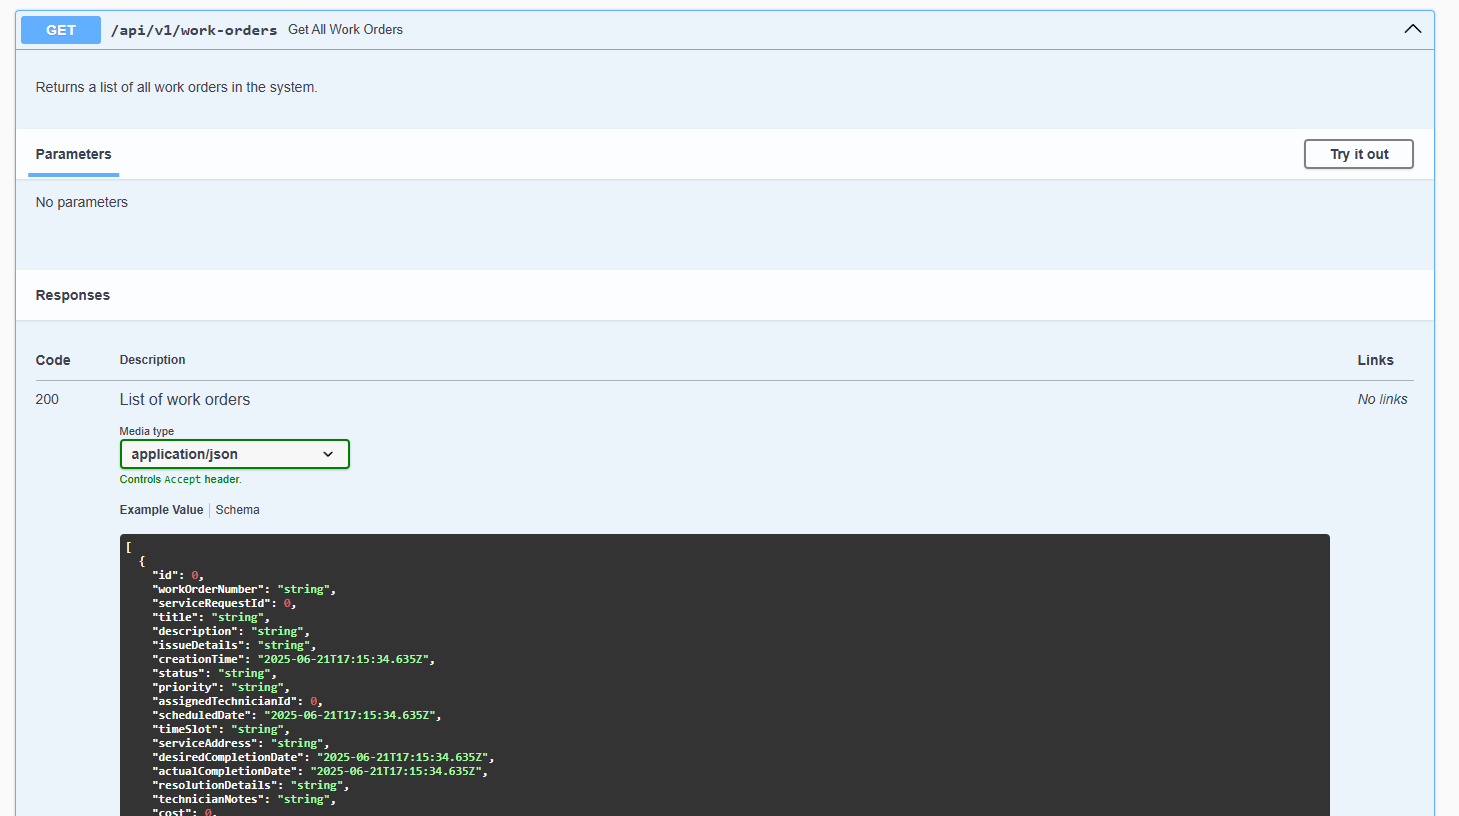 GET /api/v1/work-orders Get All Work Orders
Returns a list of all work orders in the system.
Parameters
Try it out
No parameters
Responses
Code Description Links
200 List of work orders No links
Media type
application/json
Controls Accept header.
Example Value Schema
[
  {
    "id": 0,
    "workOrderNumber": "string",
    "serviceRequestId": 0,
    "title": "string",
    "description": "string",
    "issueDetails": "string",
    "creationTime": "2025-06-21T17:15:34.635Z",
    "status": "string",
    "priority": "string",
    "assignedTechnicianId": 0,
    "scheduledDate": "2025-06-21T17:15:34.635Z",
    "timeSlot": "string",
    "serviceAddress": "string",
    "desiredCompletionDate": "2025-06-21T17:15:34.635Z",
    "actualCompletionDate": "2025-06-21T17:15:34.635Z",
    "resolutionDetails": "string",
    "technicianNotes": "string",
    "cost": 0,